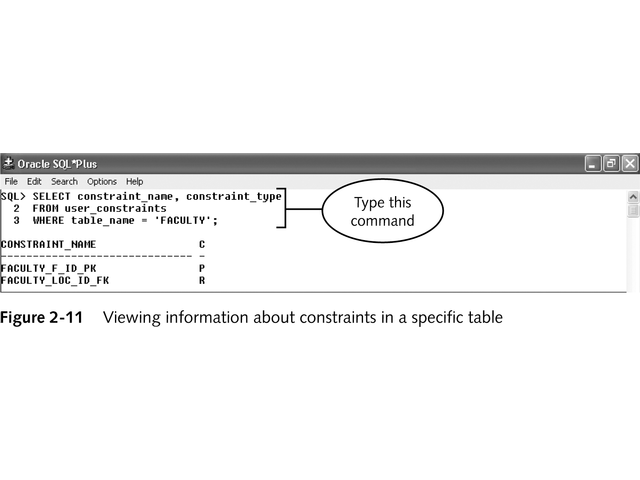 Oracle SQL*Plus
File Edit Search Options Help
SQL> SELECT constraint_name, constraint_type
2 FROM user_constraints
3 WHERE table_name = 'FACULTY';
Type this
command
CONSTRAINT_NAME C
------------------------------ -
FACULTY_F_ID_PK P
FACULTY_LOC_ID_FK R
Figure 2-11 Viewing information about constraints in a specific table